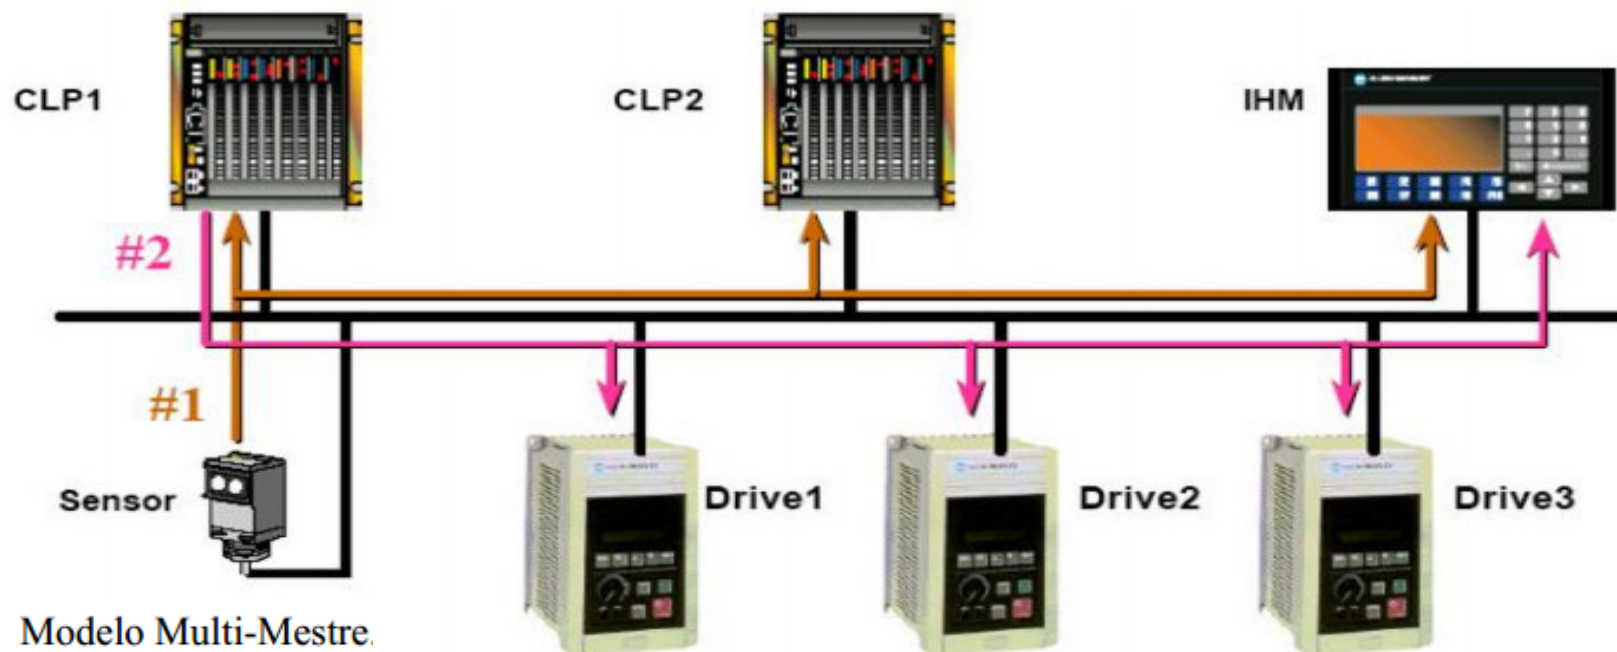 CLP1
CLP2
IHM
#2
#1
Sensor
Drive1
Drive2
Drive3
Modelo Multi-Mestre.